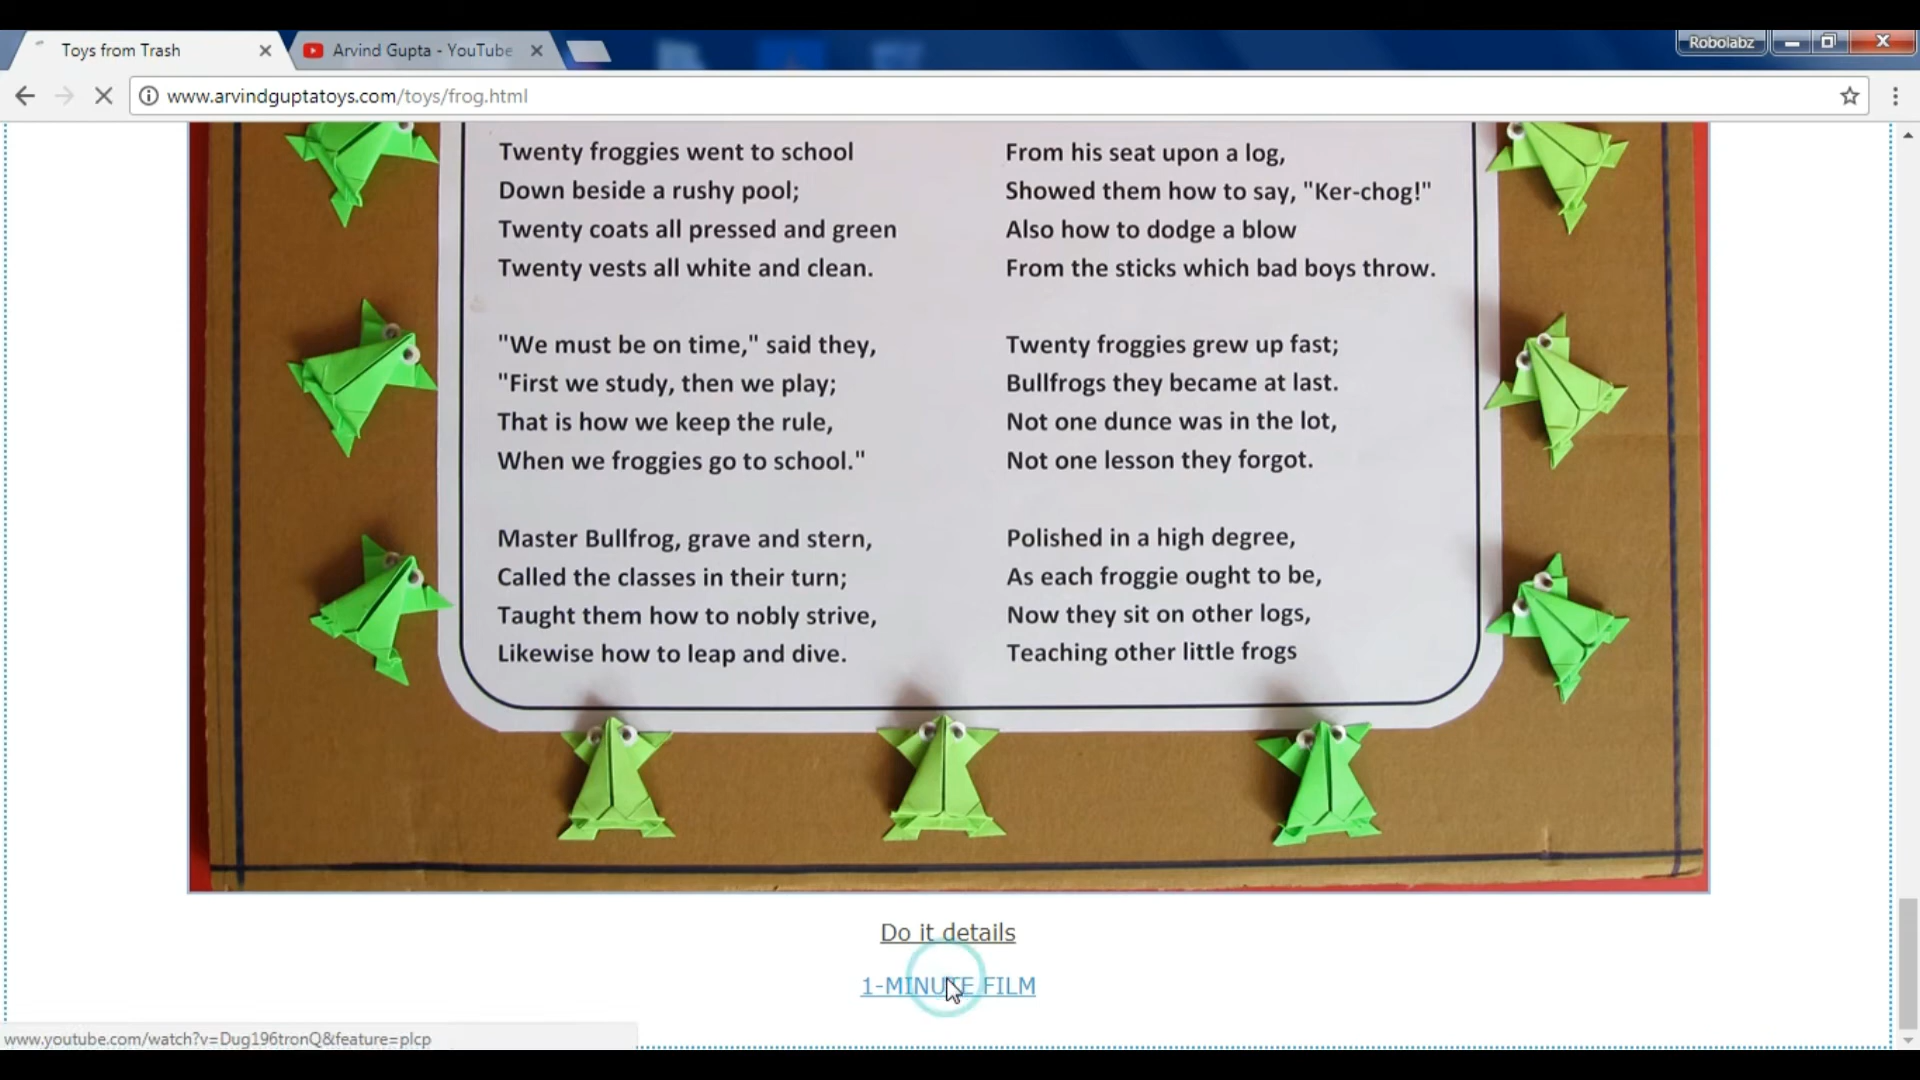 Toys from Trash
Arvind Gupta - YouTube
Robolabz
www.arvindguptatoys.com/toys/frog.html
Twenty froggies went to school
Down beside a rushy pool;
Twenty coats all pressed and green
Twenty vests all white and clean.
"We must be on time," said they,
"First we study, then we play;
That is how we keep the rule,
When we froggies go to school."
Master Bullfrog, grave and stern,
Called the classes in their turn;
Taught them how to nobly strive,
Likewise how to leap and dive.
From his seat upon a log,
Showed them how to say, "Ker-chog!"
Also how to dodge a blow
From the sticks which bad boys throw.
Twenty froggies grew up fast;
Bullfrogs they became at last.
Not one dunce was in the lot,
Not one lesson they forgot.
Polished in a high degree,
As each froggie ought to be,
Now they sit on other logs,
Teaching other little frogs
Do it details
1-MINUTE FILM
www.youtube.com/watch?v=Dug196tronQ&feature=plcp